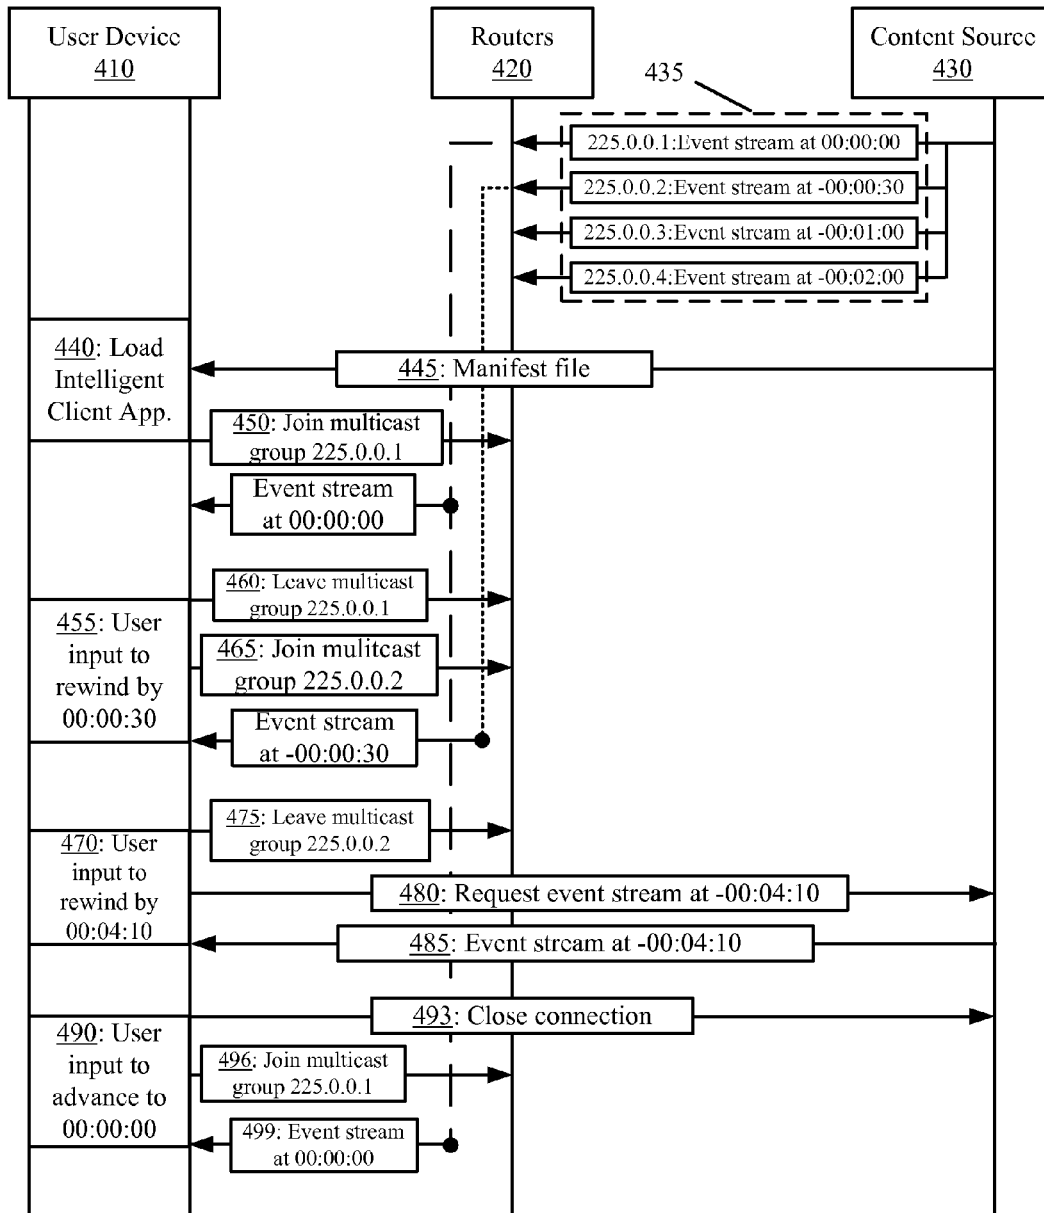 User Device
410
Routers
420
Content Source
430
435
225.0.0.1:Event stream at 00:00:00
225.0.0.2:Event stream at -00:00:30
225.0.0.3:Event stream at -00:01:00
225.0.0.4:Event stream at -00:02:00
440: Load
Intelligent
Client App.
445: Manifest file
450: Join multicast
group 225.0.0.1
Event stream
at 00:00:00
455: User
input to
rewind by
00:00:30
460: Leave multicast
group 225.0.0.1
465: Join mulitcast
group 225.0.0.2
Event stream
at -00:00:30
470: User
input to
rewind by
00:04:10
475: Leave multicast
group 225.0.0.2
480: Request event stream at -00:04:10
485: Event stream at -00:04:10
490: User
input to
advance to
00:00:00
493: Close connection
496: Join multicast
group 225.0.0.1
499: Event stream
at 00:00:00